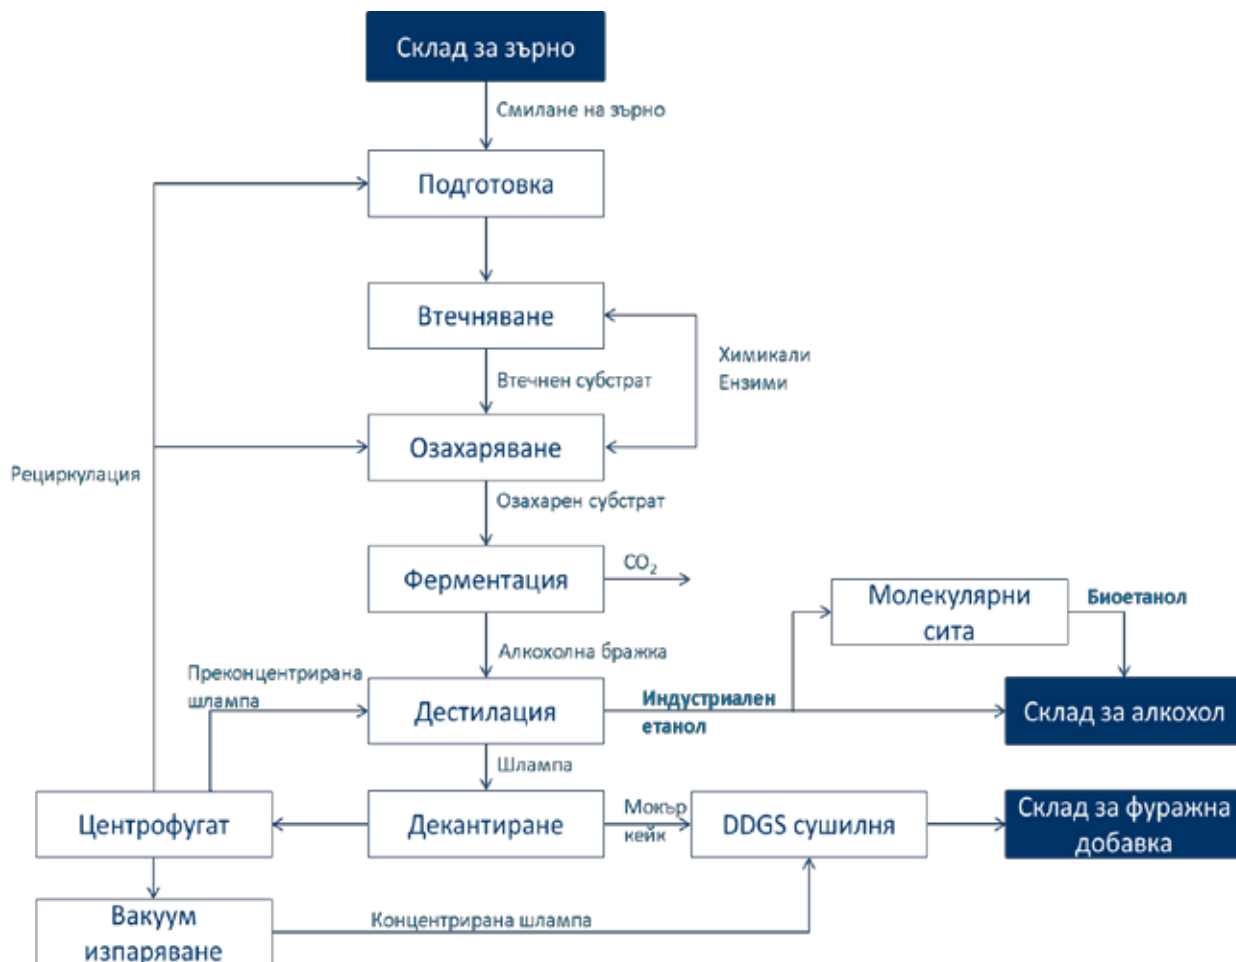 Склад за зърно
Смилане на зърно
Подготовка
Втечняване
Химикали
Ензими
Втечнен субстрат
Озахаряване
Рециркулация
Озахарен субстрат
Ферментация
CO₂
Молекулярни
сита
Биоетанол
Алкохолна бражка
Преконцентрирана
шлампа
Дестилация
Индустриален
етанол
Склад за алкохол
Шлампа
Центрофугат
Декантиране
Мокър
кейк
DDGS сушилня
Склад за фуражна
добавка
Вакуум
изпаряване
Концентрирана шлампа